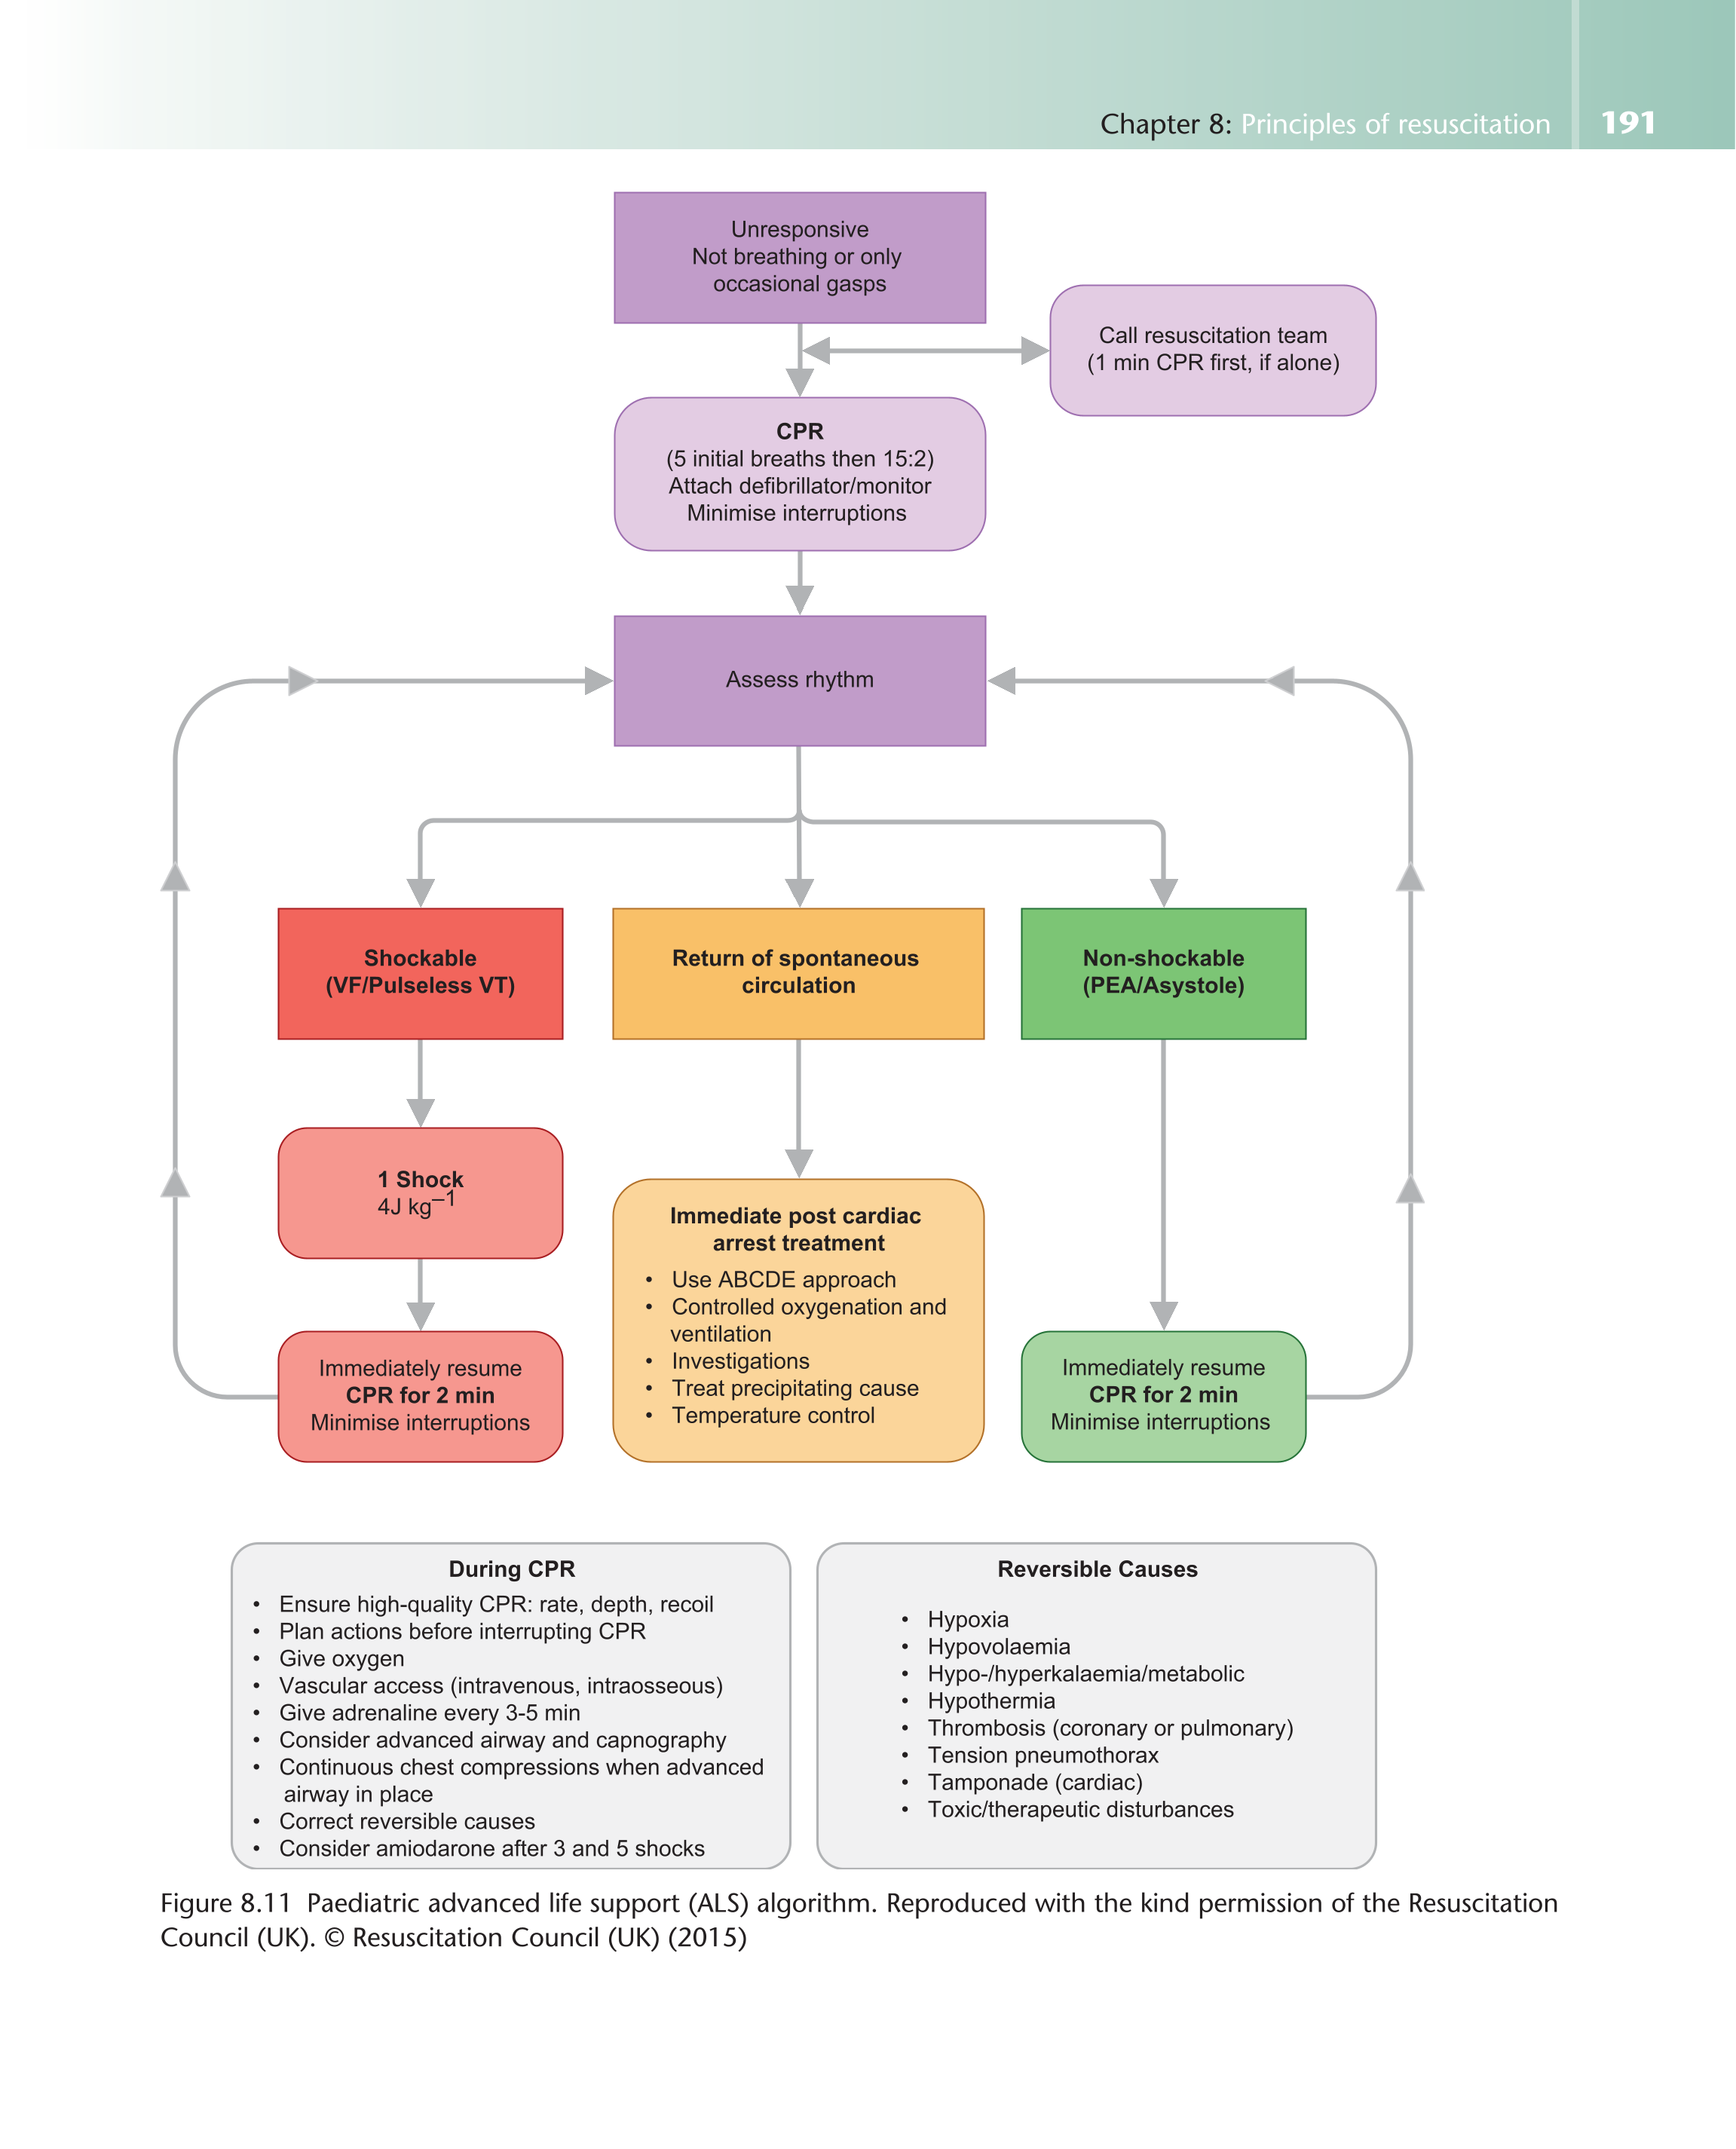 Chapter 8: Principles of resuscitation 191
Unresponsive
Not breathing or only
occasional gasps
Call resuscitation team
(1 min CPR first, if alone)
CPR
(5 initial breaths then 15:2)
Attach defibrillator/monitor
Minimise interruptions
Assess rhythm
Shockable
(VF/Pulseless VT)
Return of spontaneous
circulation
Non-shockable
(PEA/Asystole)
1 Shock
4J kg–1
Immediate post cardiac
arrest treatment
• Use ABCDE approach
• Controlled oxygenation and
ventilation
• Investigations
• Treat precipitating cause
• Temperature control
Immediately resume
CPR for 2 min
Minimise interruptions
Immediately resume
CPR for 2 min
Minimise interruptions
During CPR
• Ensure high-quality CPR: rate, depth, recoil
• Plan actions before interrupting CPR
• Give oxygen
• Vascular access (intravenous, intraosseous)
• Give adrenaline every 3-5 min
• Consider advanced airway and capnography
• Continuous chest compressions when advanced
airway in place
• Correct reversible causes
• Consider amiodarone after 3 and 5 shocks
Reversible Causes
• Hypoxia
• Hypovolaemia
• Hypo-/hyperkalaemia/metabolic
• Hypothermia
• Thrombosis (coronary or pulmonary)
• Tension pneumothorax
• Tamponade (cardiac)
• Toxic/therapeutic disturbances
Figure 8.11 Paediatric advanced life support (ALS) algorithm. Reproduced with the kind permission of the Resuscitation
Council (UK). © Resuscitation Council (UK) (2015)